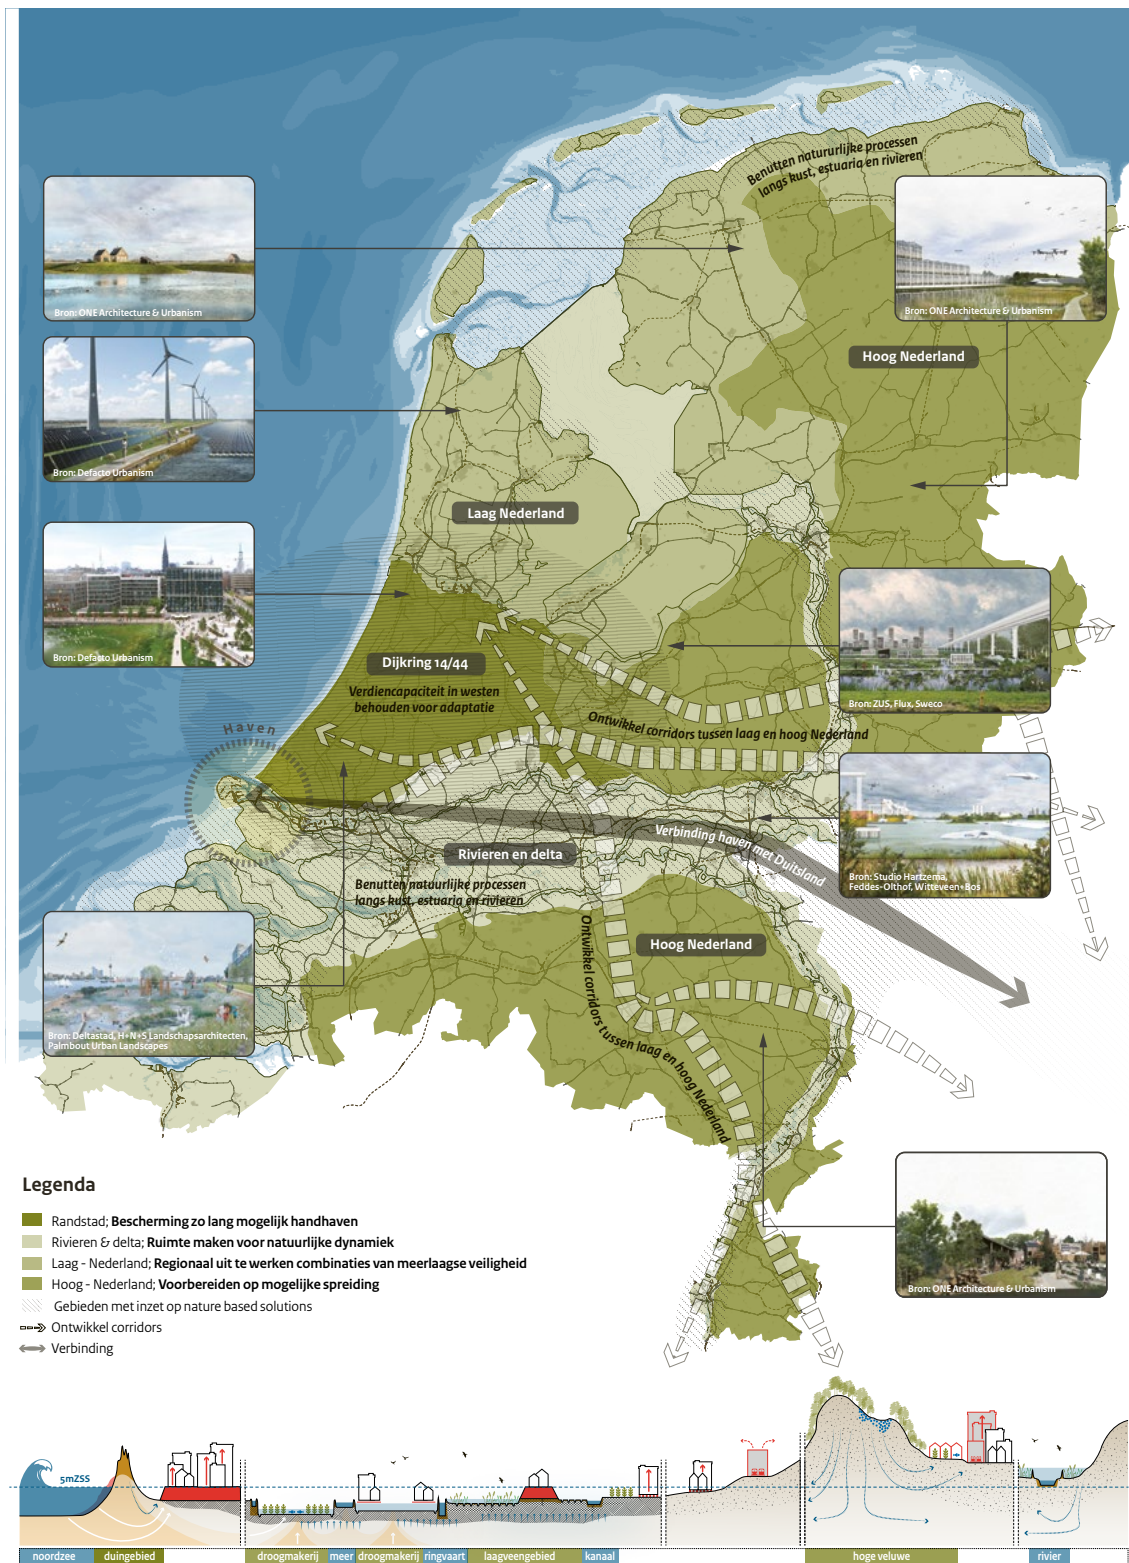 Benutten natururlijke processen
langs kust, estuaria en rivieren
Bron: ONE Architecture & Urbanism
Bron: ONE Architecture & Urbanism
Hoog Nederland
Bron: Defacto Urbanism
Laag Nederland
Bron: Defacto Urbanism
Dijkring 14/44
Verdiencapaciteit in westen
behouden voor adaptatie
Bron: ZUS, Flux, Sweco
Ontwikkel corridors tussen laag en hoog Nederland
Haven
Verbinding haven met Duitsland
Rivieren en delta
Benutten natuurlijke processen
langs kust, estuaria en rivieren
Bron: Studio Hartzema,
Feddes-Olthof, Witteveen+Bos
Hoog Nederland
Ontwikkel corridors tussen laag en hoog Nederland
Bron: Deltastad, H+N+S Landschapsarchitecten,
Palmbout Urban Landscapes
Bron: ONE Architecture & Urbanism
Legenda
Randstad; Bescherming zo lang mogelijk handhaven
Rivieren & delta; Ruimte maken voor natuurlijke dynamiek
Laag - Nederland; Regionaal uit te werken combinaties van meerlaagse veiligheid
Hoog - Nederland; Voorbereiden op mogelijke spreiding
Gebieden met inzet op nature based solutions
Ontwikkel corridors
Verbinding
5mZSS
noordzee duingebied droogmakerij meer droogmakerij ringvaart laagveengebied kanaal hoge veluwe rivier